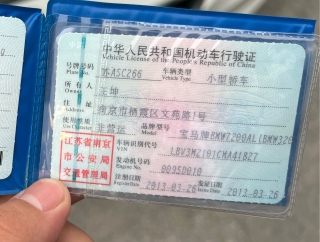 中华人民共和国机动车行驶证
Vehicle License of the People's Republic of China
号牌号码 苏A5C266 车辆类型 小型轿车
Plate No. Vehicle Type
所有人 王坤
Owner
住址 南京市栖霞区文苑路1号
使用性质 非营运 品牌型号 宝马牌BMW7200
江苏省南京
市公安局
交通管理局
车辆识别代号
VIN
发动机号码
Engine No.
注册日期 2013-03-26 发证日期 2013-03-26
Register Date Issue Date